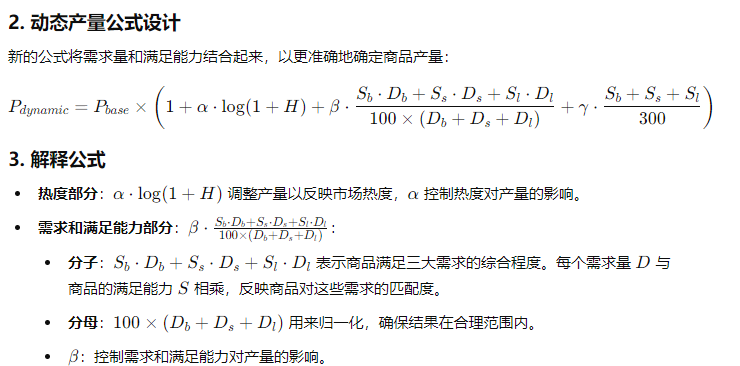 2. 动态产量公式设计
新的公式将需求量和满足能力结合起来，以更准确地确定商品产量：
$P_{dynamic} = P_{base} \times \left(1 + \alpha \cdot \log(1 + H) + \beta \cdot \frac{S_b \cdot D_b + S_s \cdot D_s + S_l \cdot D_l}{100 \times (D_b + D_s + D_l)} + \gamma \cdot \frac{S_b + S_s + S_l}{300}\right)$
3. 解释公式
• 热度部分：$\alpha \cdot \log(1 + H)$ 调整产量以反映市场热度，$\alpha$ 控制热度对产量的影响。
• 需求和满足能力部分：$\beta \cdot \frac{S_b \cdot D_b + S_s \cdot D_s + S_l \cdot D_l}{100 \times (D_b + D_s + D_l)}$：
• 分子：$S_b \cdot D_b + S_s \cdot D_s + S_l \cdot D_l$ 表示商品满足三大需求的综合程度。每个需求量 $D$ 与
商品的满足能力 $S$ 相乘，反映商品对这些需求的匹配度。
• 分母：$100 \times (D_b + D_s + D_l)$ 用来归一化，确保结果在合理范围内。
• $\beta$：控制需求和满足能力对产量的影响。